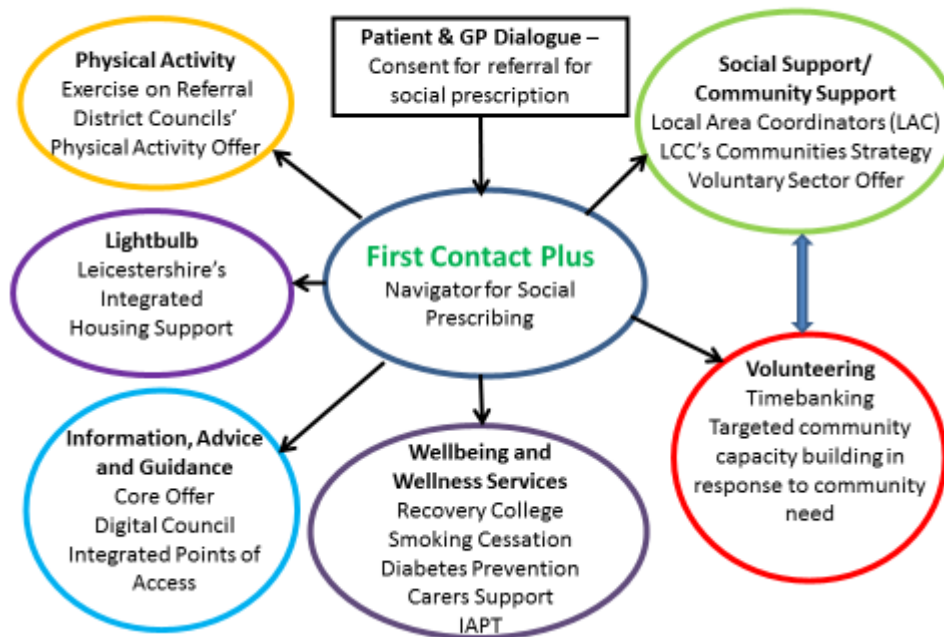 Patient & GP Dialogue –
Consent for referral for
social prescription
Physical Activity
Exercise on Referral
District Councils’
Physical Activity Offer
Social Support/
Community Support
Local Area Coordinators (LAC)
LCC’s Communities Strategy
Voluntary Sector Offer
First Contact Plus
Navigator for Social
Prescribing
Lightbulb
Leicestershire’s
Integrated
Housing Support
Volunteering
Timebanking
Targeted community
capacity building in
response to community
need
Information, Advice
and Guidance
Core Offer
Digital Council
Integrated Points of
Access
Wellbeing and
Wellness Services
Recovery College
Smoking Cessation
Diabetes Prevention
Carers Support
IAPT